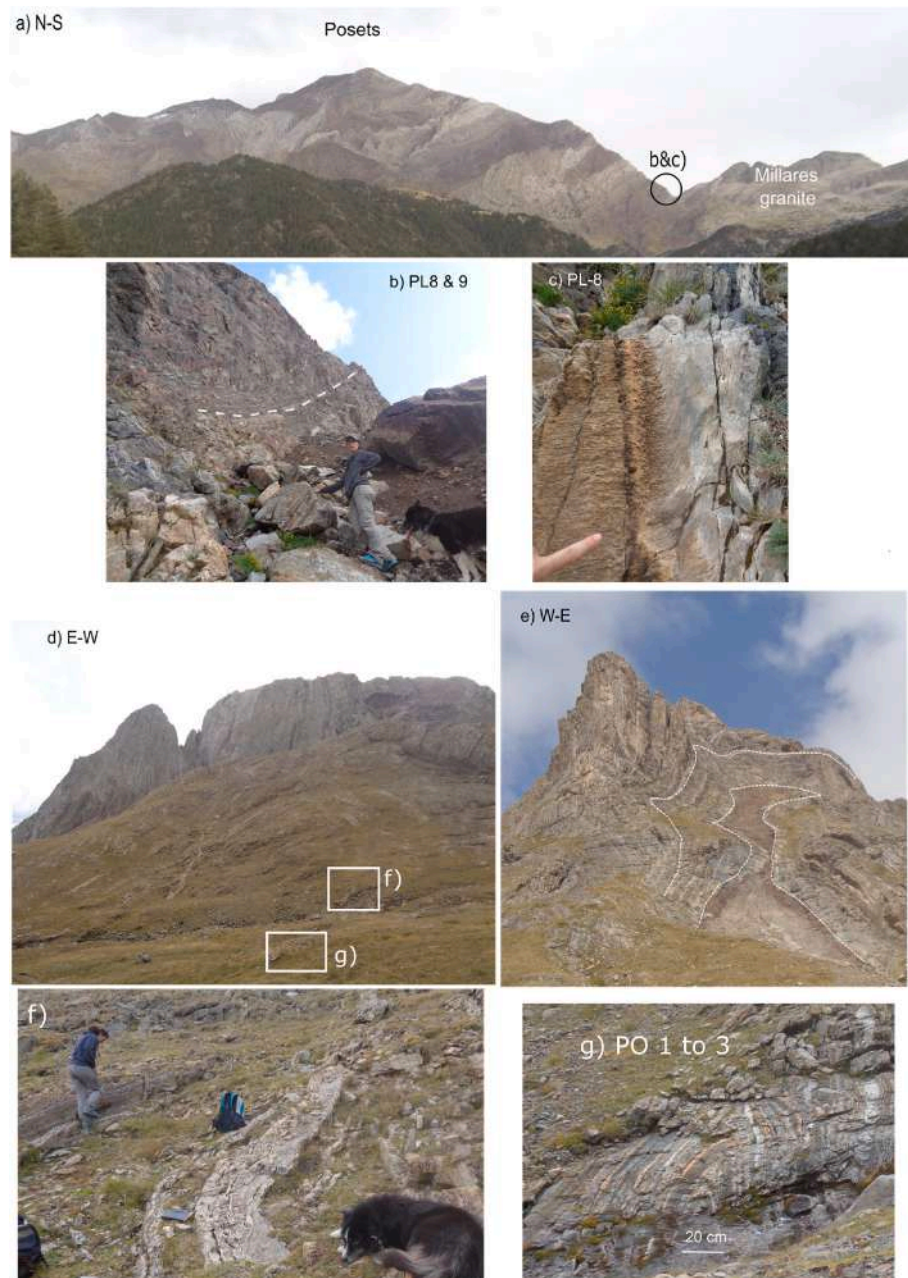 a) N-S
Posets
b&c)
Millares
granite
b) PL8 & 9
c) PL-8
d) E-W
e) W-E
f)
g)
f)
g) PO 1 to 3
20 cm